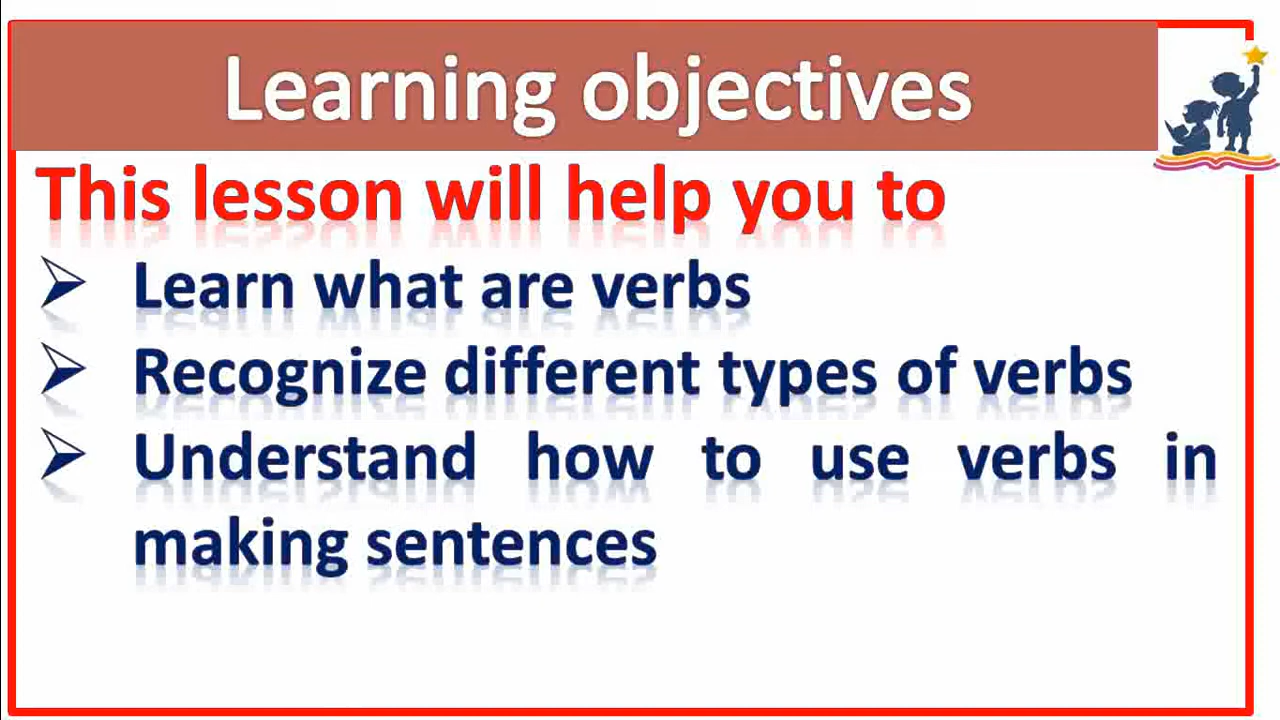 Learning objectives
This lesson will help you to
Learn what are verbs
Recognize different types of verbs
Understand how to use verbs in
making sentences